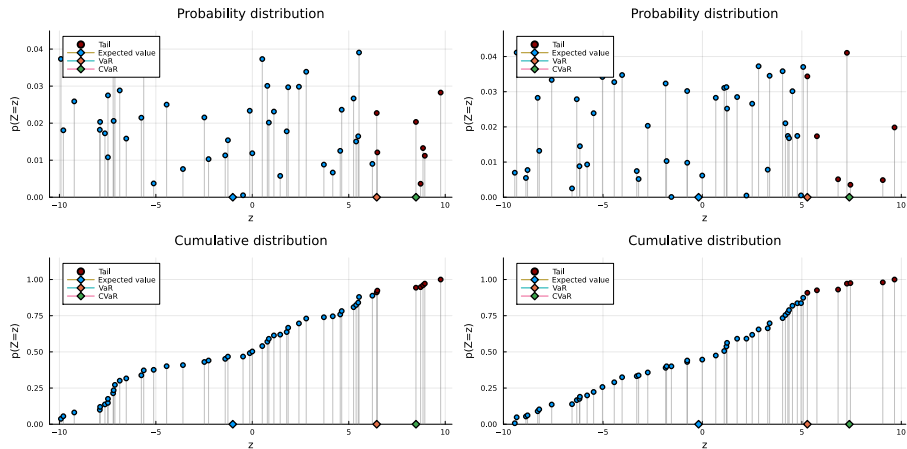 Probability distribution
p(Z=z)
0.04
0.03
0.02
0.01
0.00
Tail
Expected value
VaR
CVaR
−10
−5
0
5
10
z
Probability distribution
p(Z=z)
0.04
0.03
0.02
0.01
0.00
Tail
Expected value
VaR
CVaR
−10
−5
0
5
10
z
Cumulative distribution
p(Z=z)
1.00
0.75
0.50
0.25
0.00
Tail
Expected value
VaR
CVaR
−10
−5
0
5
10
z
Cumulative distribution
p(Z=z)
1.00
0.75
0.50
0.25
0.00
Tail
Expected value
VaR
CVaR
−10
−5
0
5
10
z